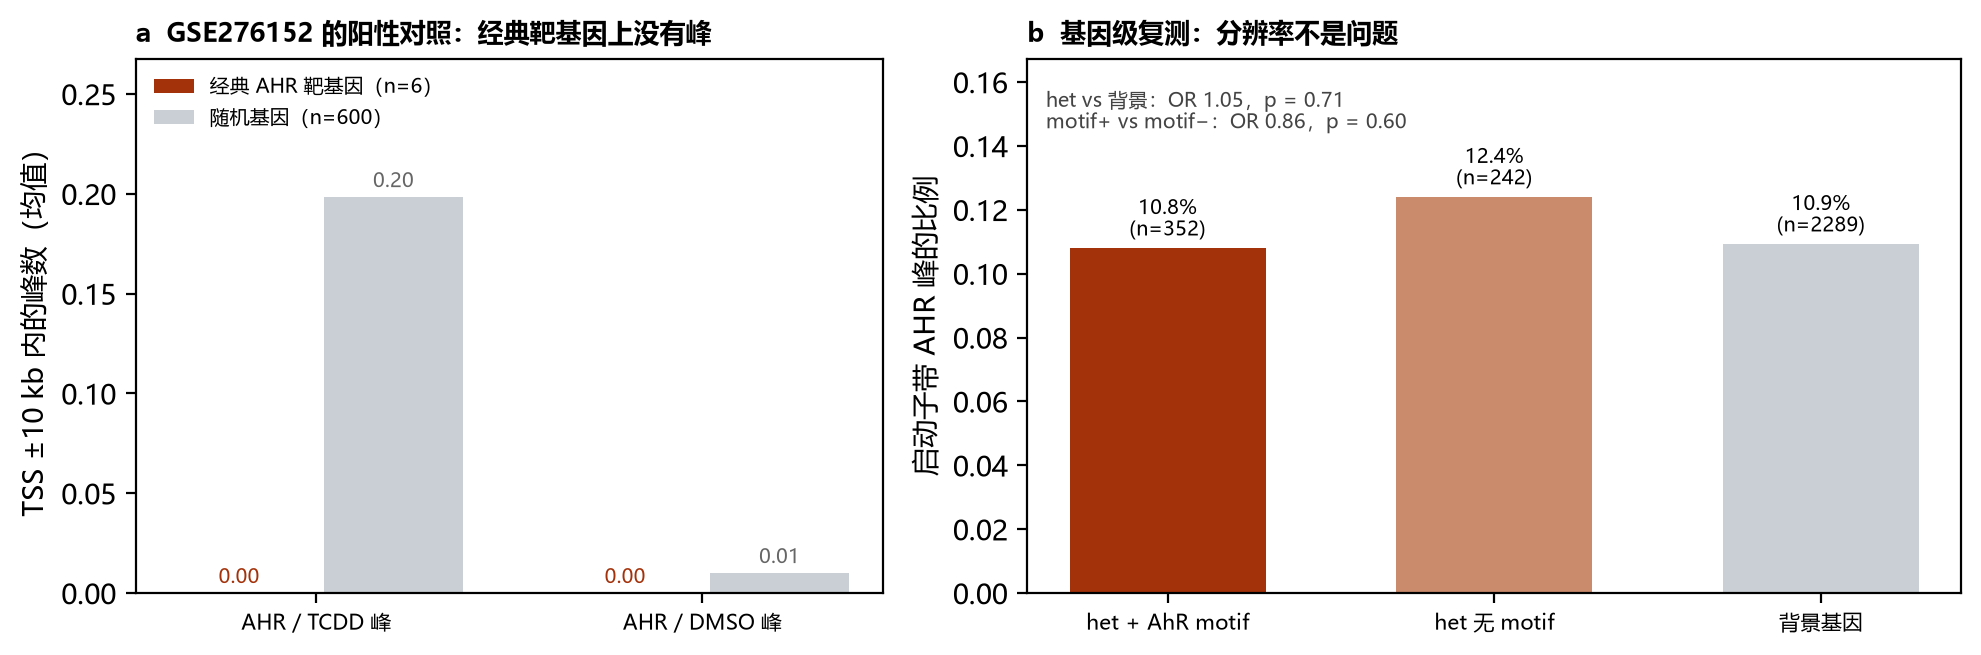 a GSE276152 的阳性对照：经典靶基因上没有峰
经典 AHR 靶基因（n=6）
随机基因（n=600）
TSS ±10 kb 内的峰数（均值）
0.25
0.20
0.15
0.10
0.05
0.00
0.00
0.20
0.00
0.01
AHR / TCDD 峰
AHR / DMSO 峰
b 基因级复测：分辨率不是问题
het vs 背景：OR 1.05，p = 0.71
motif+ vs motif−：OR 0.86，p = 0.60
启动子带 AHR 峰的比例
0.16
0.14
0.12
0.10
0.08
0.06
0.04
0.02
0.00
10.8%
(n=352)
12.4%
(n=242)
10.9%
(n=2289)
het + AhR motif
het 无 motif
背景基因